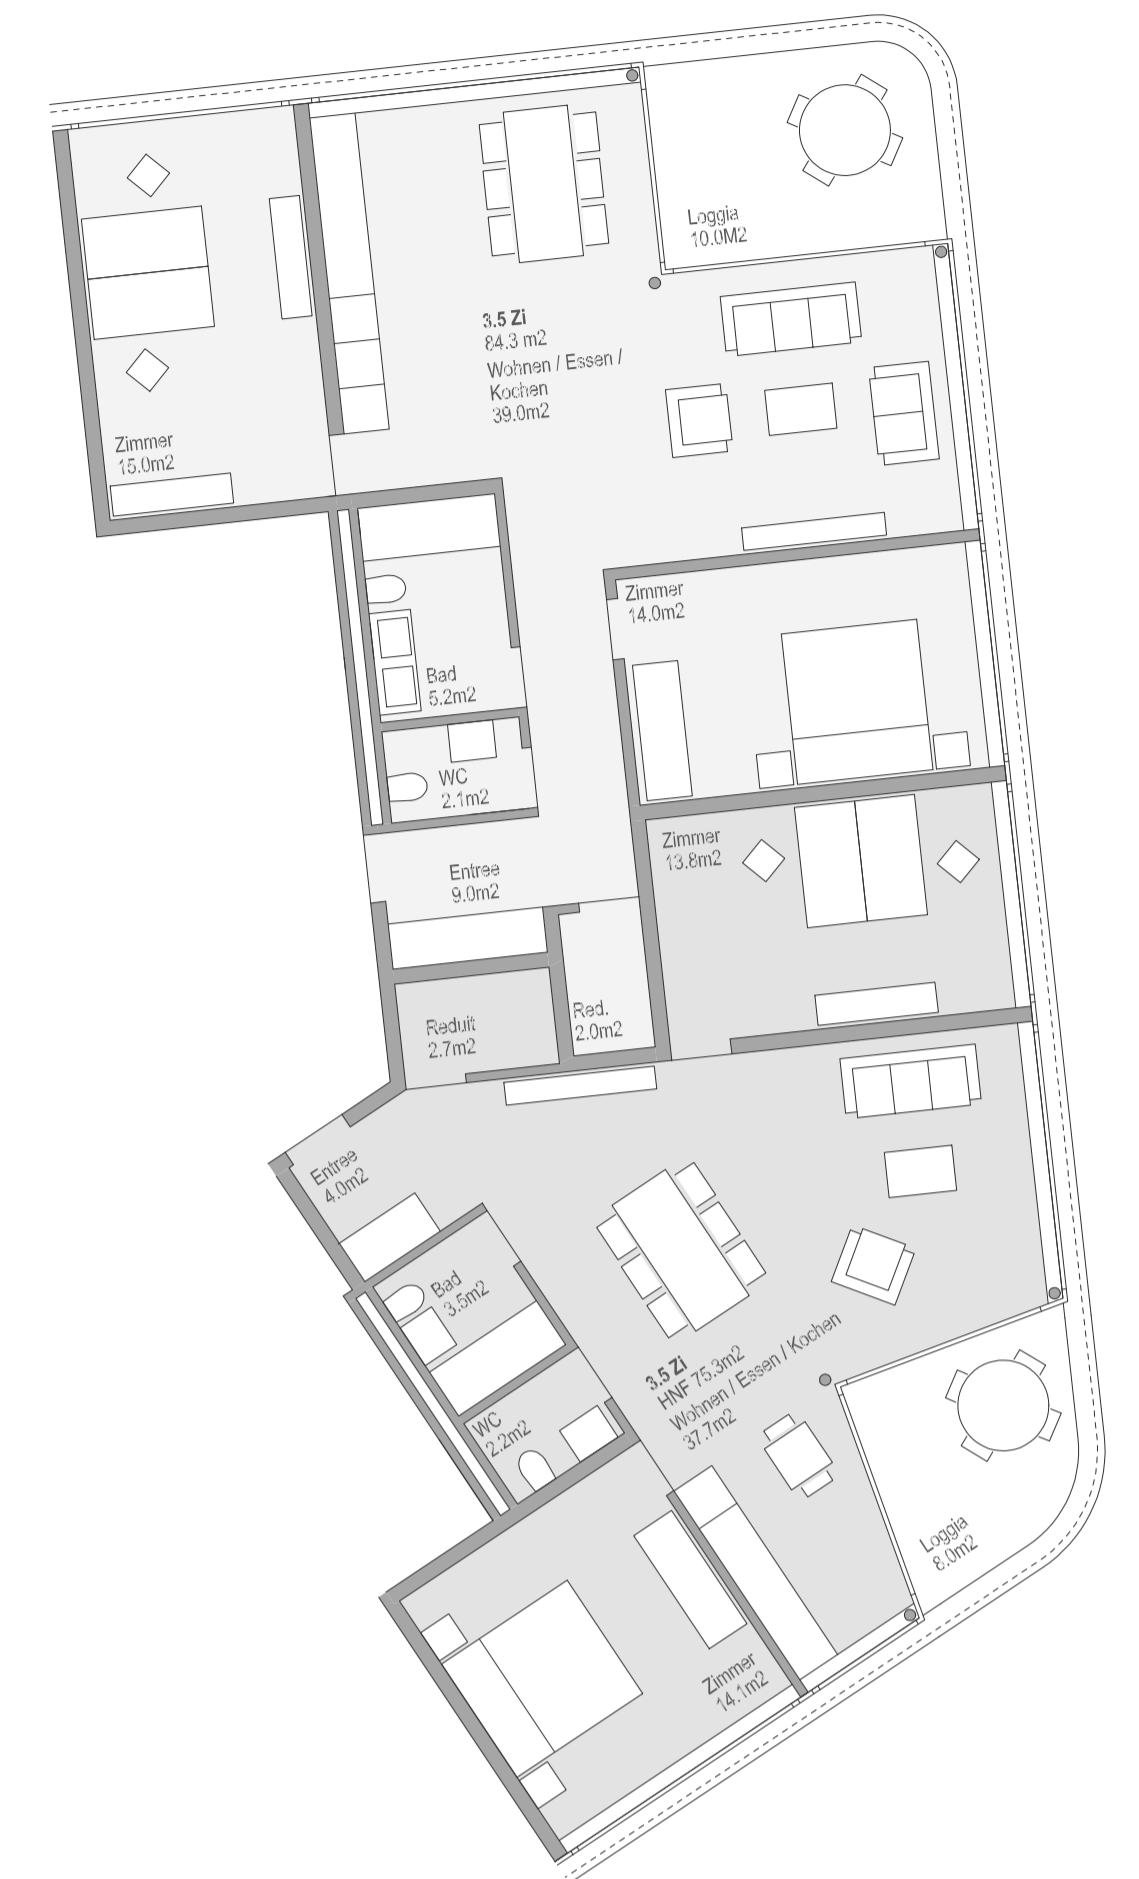 Loggia
10.0M2
3.5 Zi
84.3 m2
Wohnen / Essen /
Kochen
39.0m2
Zimmer
15.0m2
Zimmer
14.0m2
Bad
5.2m2
WC
2.1m2
Zimmer
13.8m2
Entree
9.0m2
Red.
2.0m2
Reduit
2.7m2
Entree
4.0m2
Bad
3.5m2
3.5 Zi
HNF 75.3m2
Wohnen / Essen / Kochen
37.7m2
WC
2.2m2
Loggia
8.0m2
Zimmer
14.1m2